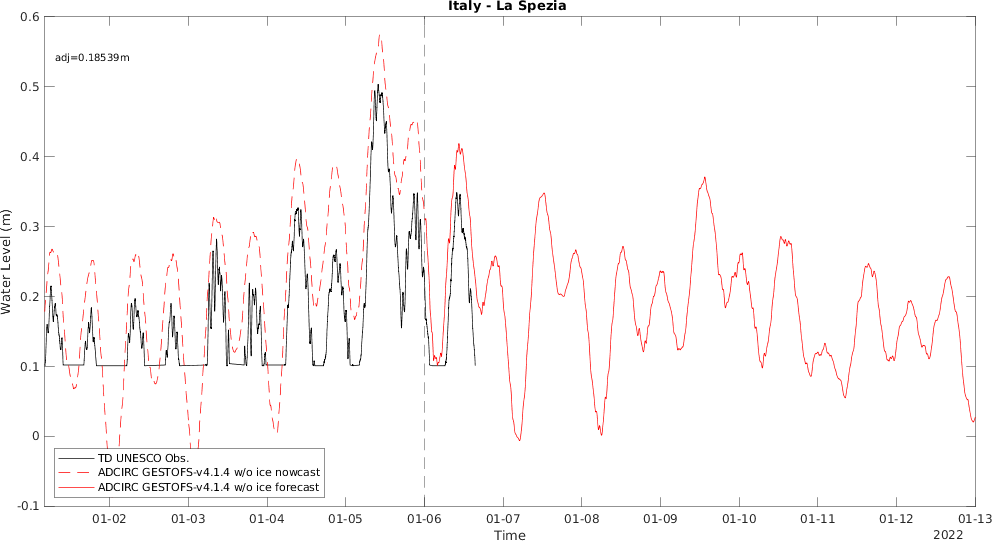 Italy - La Spezia
adj=0.18539m
Water Level (m)
0.6
0.5
0.4
0.3
0.2
0.1
0
-0.1
TD UNESCO Obs.
ADCIRC GESTOFS-v4.1.4 w/o ice nowcast
ADCIRC GESTOFS-v4.1.4 w/o ice forecast
01-02 01-03 01-04 01-05 01-06 01-07 01-08 01-09 01-10 01-11 01-12 01-13
Time
2022